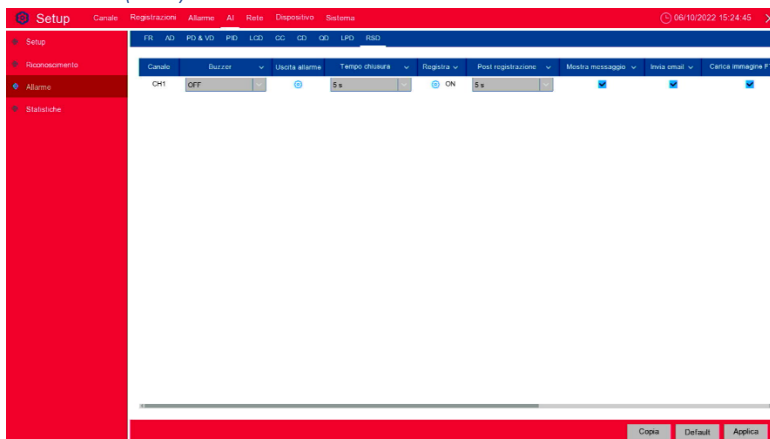 Setup Canale Registrazioni Allarme AI Rete Dispositivo Sistema 06/10/2022 15:24:45
Setup
FR AD PD & VD PID LCD CC CD QD LPD RSD
Riconoscimento
Canale Buzzer Uscita allarme Tempo chiusura Registra Post registrazione Mostra messaggio Invia email Carica immagine F
Allarme
CH1 OFF 5 s ON 5 s
Statistiche
Copia Default Applica